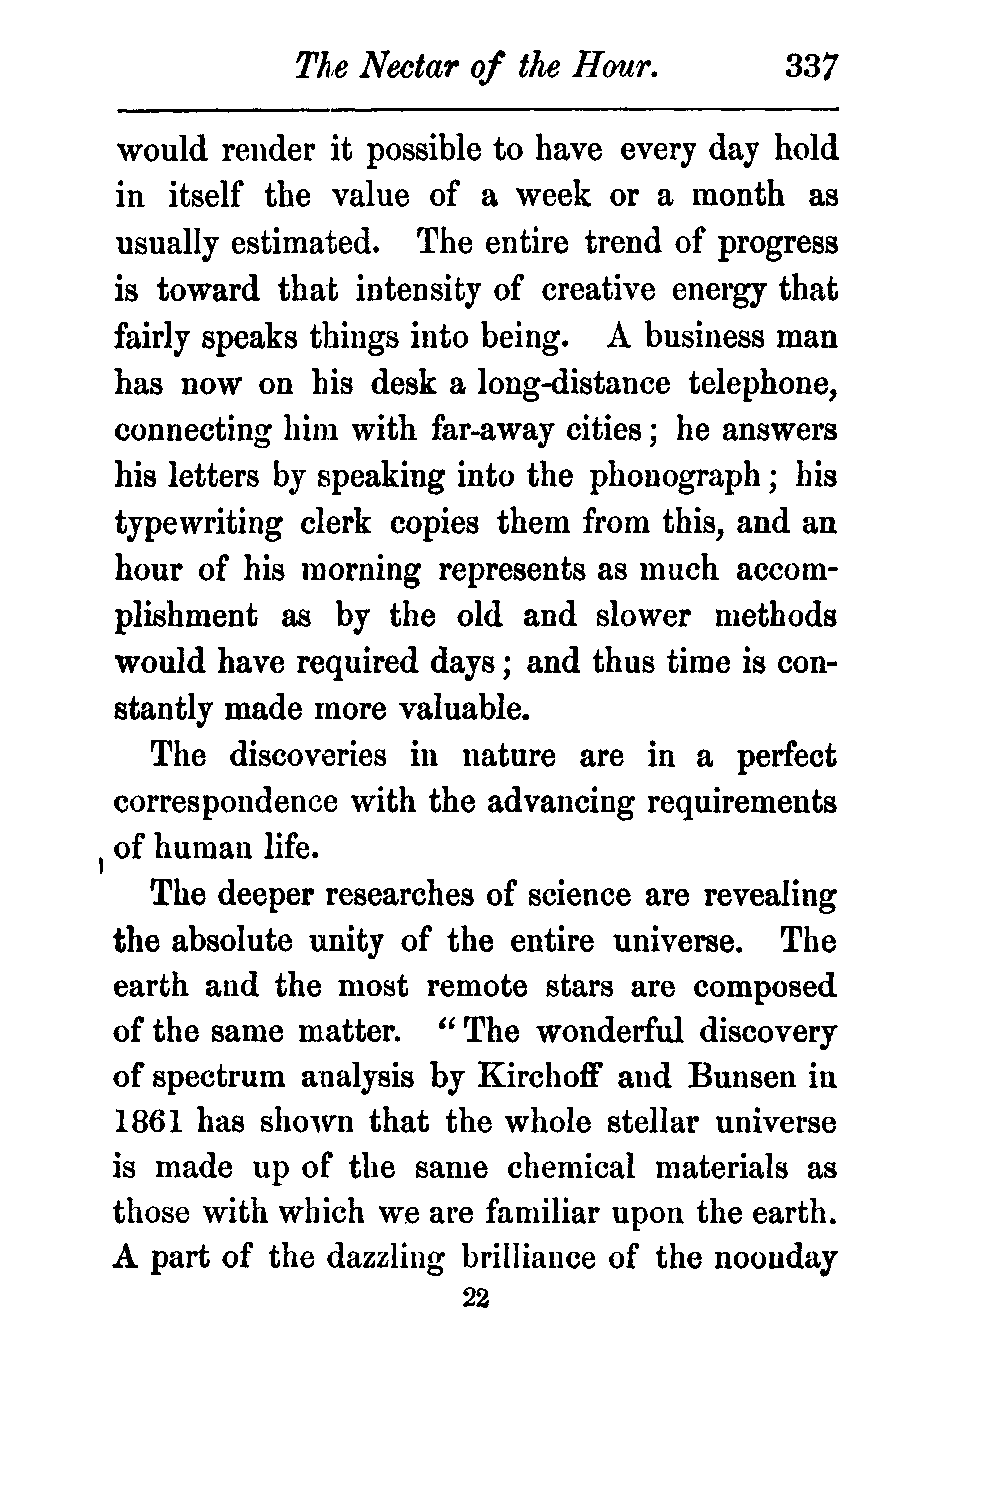 The Nectar of the Hour. 337
would render it possible to have every day hold
in itself the value of a week or a month as
usually estimated. The entire trend of progress
is toward that intensity of creative energy that
fairly speaks things into being. A business man
has now on his desk a long-distance telephone,
connecting him with far-away cities; he answers
his letters by speaking into the phonograph; his
typewriting clerk copies them from this, and an
hour of his morning represents as much accom-
plishment as by the old and slower methods
would have required days; and thus time is con-
stantly made more valuable.
The discoveries in nature are in a perfect
correspondence with the advancing requirements
of human life.
The deeper researches of science are revealing
the absolute unity of the entire universe. The
earth and the most remote stars are composed
of the same matter. “The wonderful discovery
of spectrum analysis by Kirchoff and Bunsen in
1861 has shown that the whole stellar universe
is made up of the same chemical materials as
those with which we are familiar upon the earth.
A part of the dazzling brilliance of the noonday
22